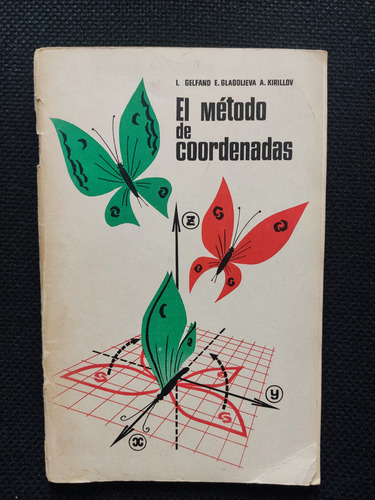 I. GELFAND E. GLAGOLIEVA A. KIRILLOV
El método
de
coordenadas
Z
y
x